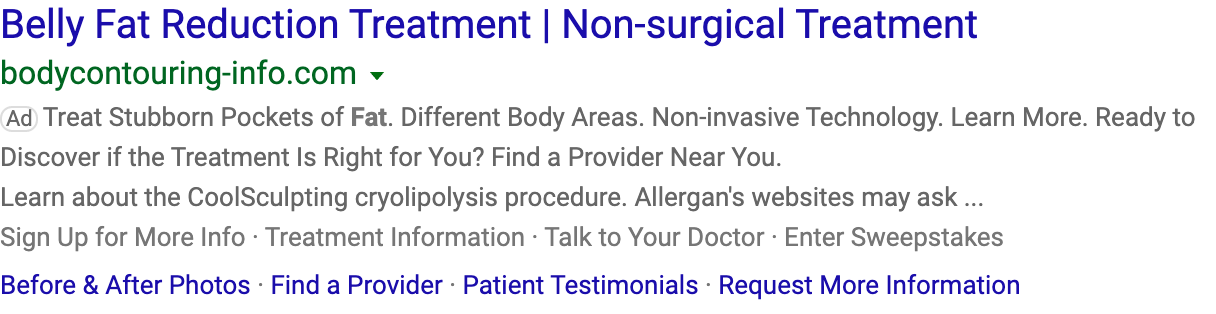 Belly Fat Reduction Treatment | Non-surgical Treatment
bodycontouring-info.com
Ad Treat Stubborn Pockets of Fat. Different Body Areas. Non-invasive Technology. Learn More. Ready to
Discover if the Treatment Is Right for You? Find a Provider Near You.
Learn about the CoolSculpting cryolipolysis procedure. Allergan's websites may ask ...
Sign Up for More Info · Treatment Information · Talk to Your Doctor · Enter Sweepstakes
Before & After Photos · Find a Provider · Patient Testimonials · Request More Information